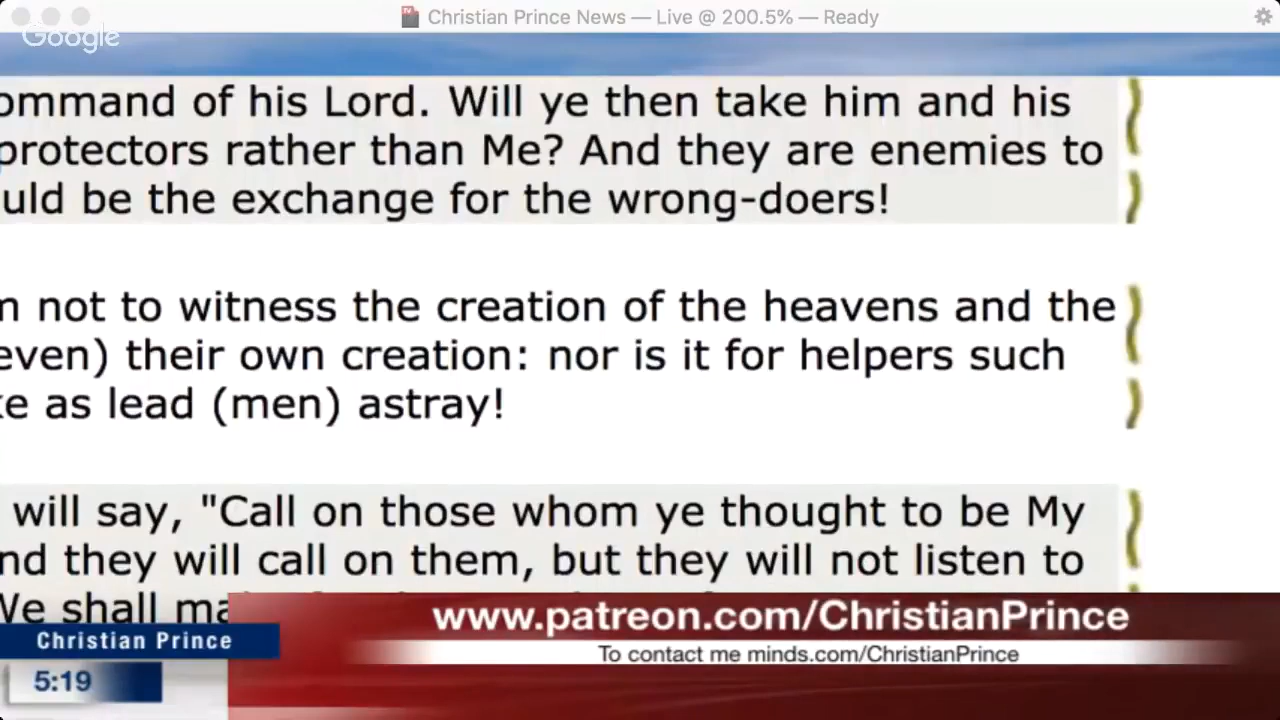 Christian Prince News — Live @ 200.5% — Ready
Google
ommand of his Lord. Will ye then take him and his
protectors rather than Me? And they are enemies to
uld be the exchange for the wrong-doers!
not to witness the creation of the heavens and the
even) their own creation: nor is it for helpers such
ke as lead (men) astray!
will say, "Call on those whom ye thought to be My
nd they will call on them, but they will not listen to
We shall
www.patreon.com/ChristianPrince
Christian Prince
To contact me minds.com/ChristianPrince
5:19